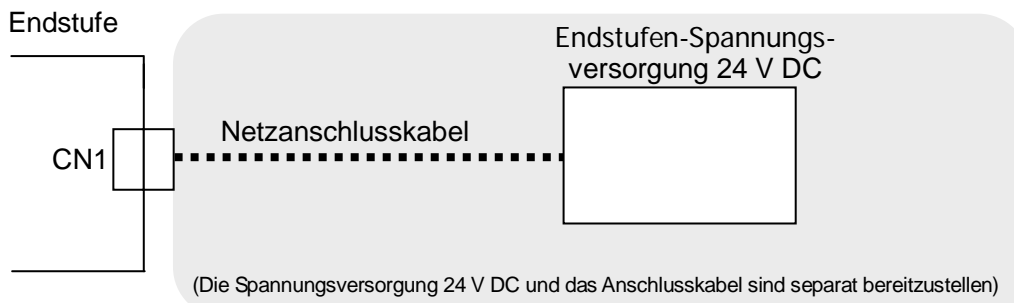 Endstufe
Endstufen-Spannungs-
versorgung 24 V DC
Netzanschlusskabel
CN1
(Die Spannungsversorgung 24 V DC und das Anschlusskabel sind separat bereitzustellen)